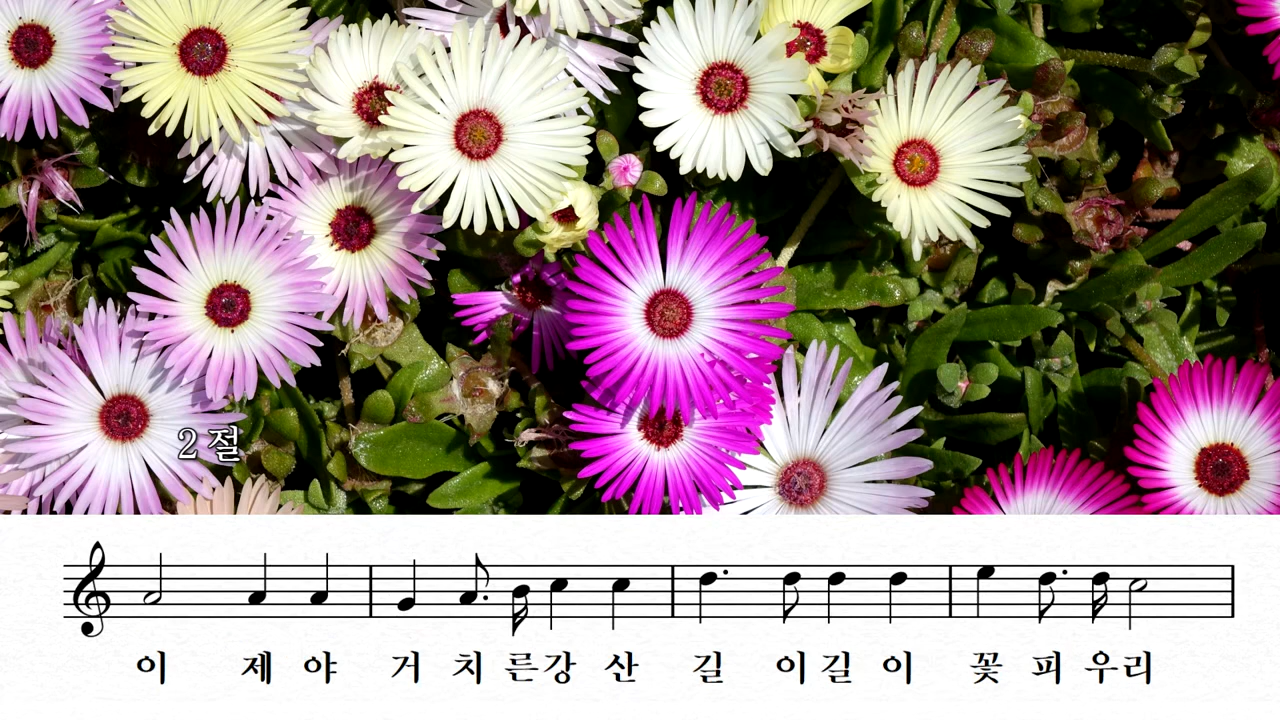 2 절
이 제 야 거 치 른 강 산 길 이 길 이 꽃 피 우 리